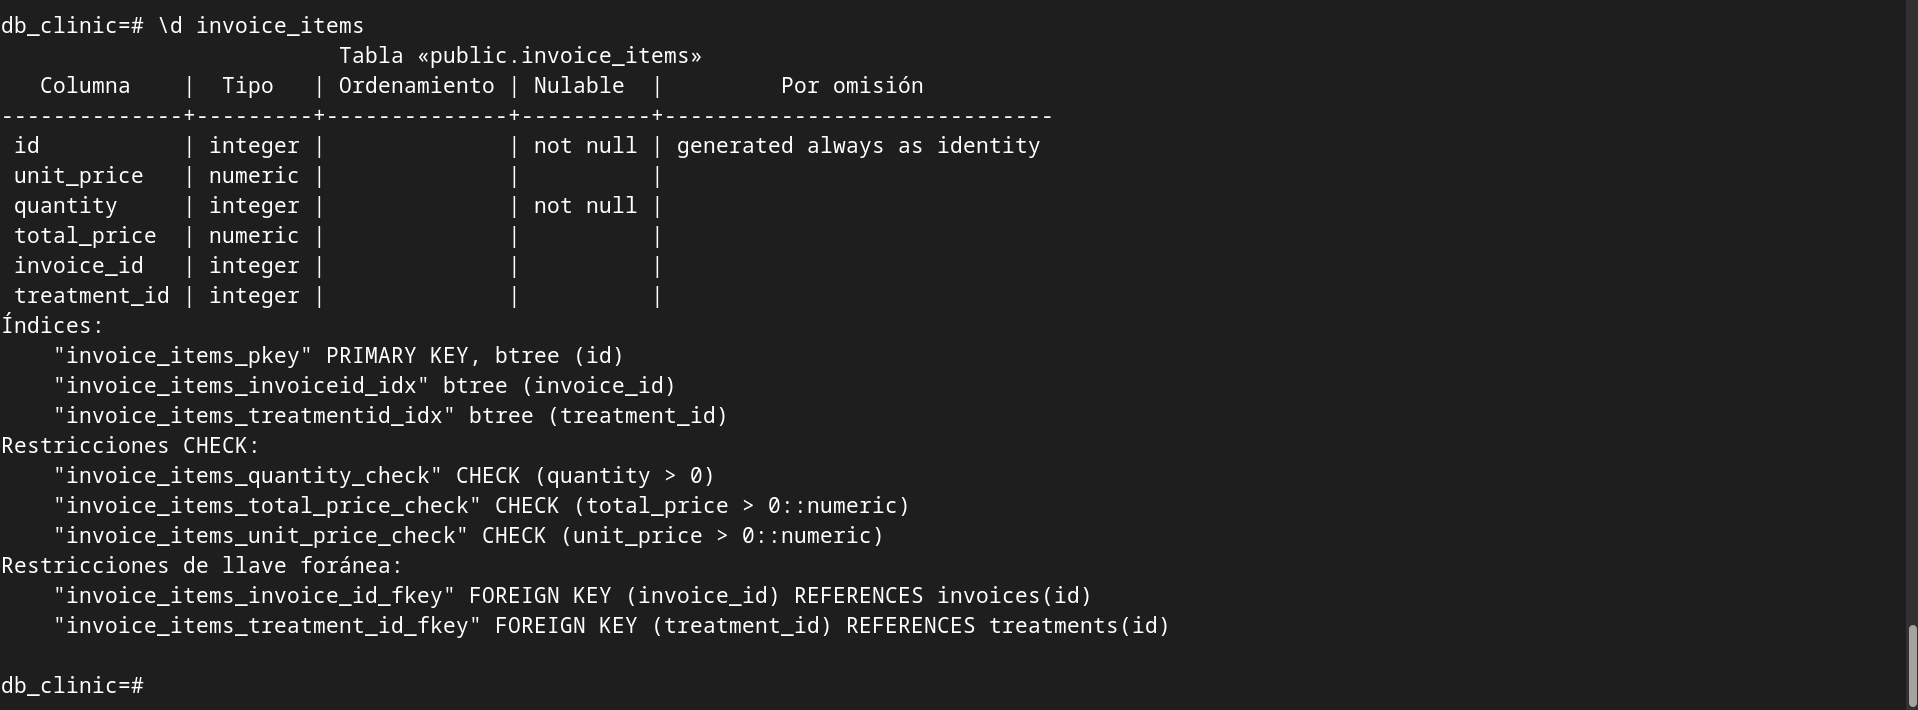 db_clinic=# \d invoice_items
                          Tabla «public.invoice_items»
   Columna    |  Tipo   | Ordenamiento | Nulable  |         Por omisión
--------------+---------+--------------+----------+------------------------------
 id           | integer |              | not null | generated always as identity
 unit_price   | numeric |              |          |
 quantity     | integer |              | not null |
 total_price  | numeric |              |          |
 invoice_id   | integer |              |          |
 treatment_id | integer |              |          |
Índices:
    "invoice_items_pkey" PRIMARY KEY, btree (id)
    "invoice_items_invoiceid_idx" btree (invoice_id)
    "invoice_items_treatmentid_idx" btree (treatment_id)
Restricciones CHECK:
    "invoice_items_quantity_check" CHECK (quantity > 0)
    "invoice_items_total_price_check" CHECK (total_price > 0::numeric)
    "invoice_items_unit_price_check" CHECK (unit_price > 0::numeric)
Restricciones de llave foránea:
    "invoice_items_invoice_id_fkey" FOREIGN KEY (invoice_id) REFERENCES invoices(id)
    "invoice_items_treatment_id_fkey" FOREIGN KEY (treatment_id) REFERENCES treatments(id)

db_clinic=#